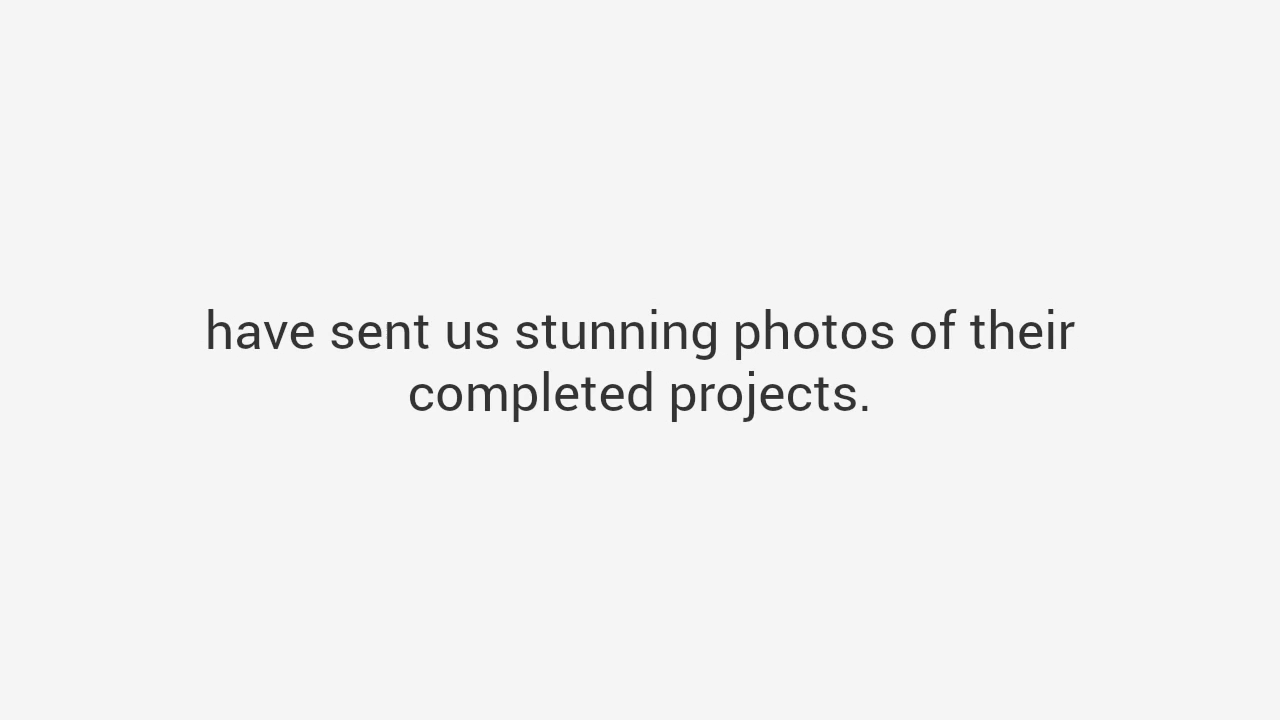 have sent us stunning photos of their
completed projects.